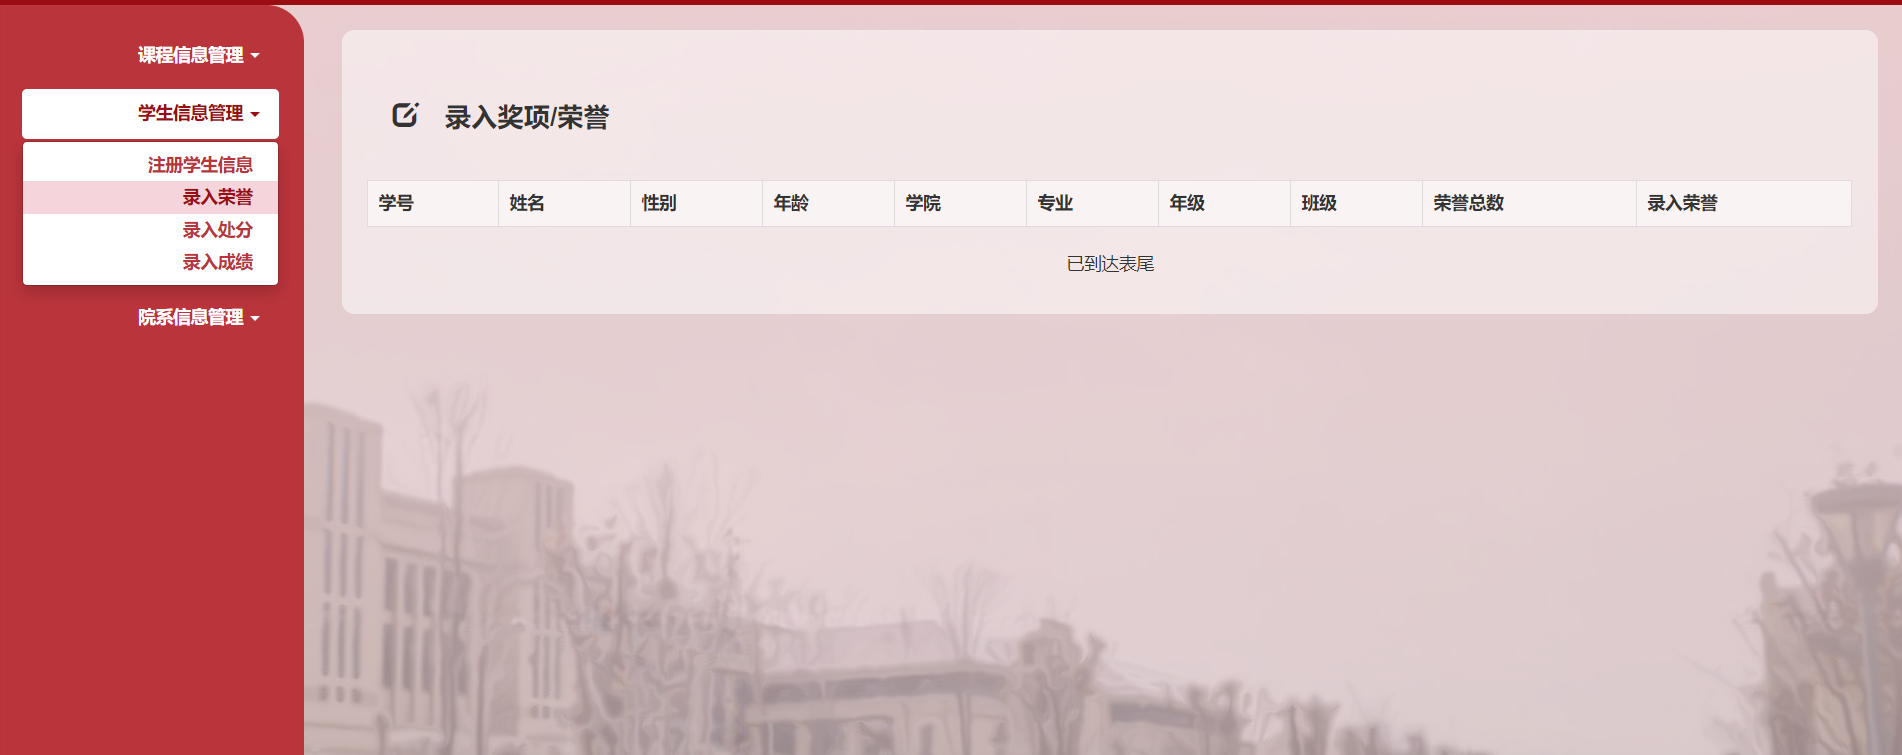 课程信息管理
学生信息管理
注册学生信息
录入荣誉
录入处分
录入成绩
院系信息管理
录入奖项/荣誉
学号 姓名 性别 年龄 学院 专业 年级 班级 荣誉总数 录入荣誉
已到达表尾